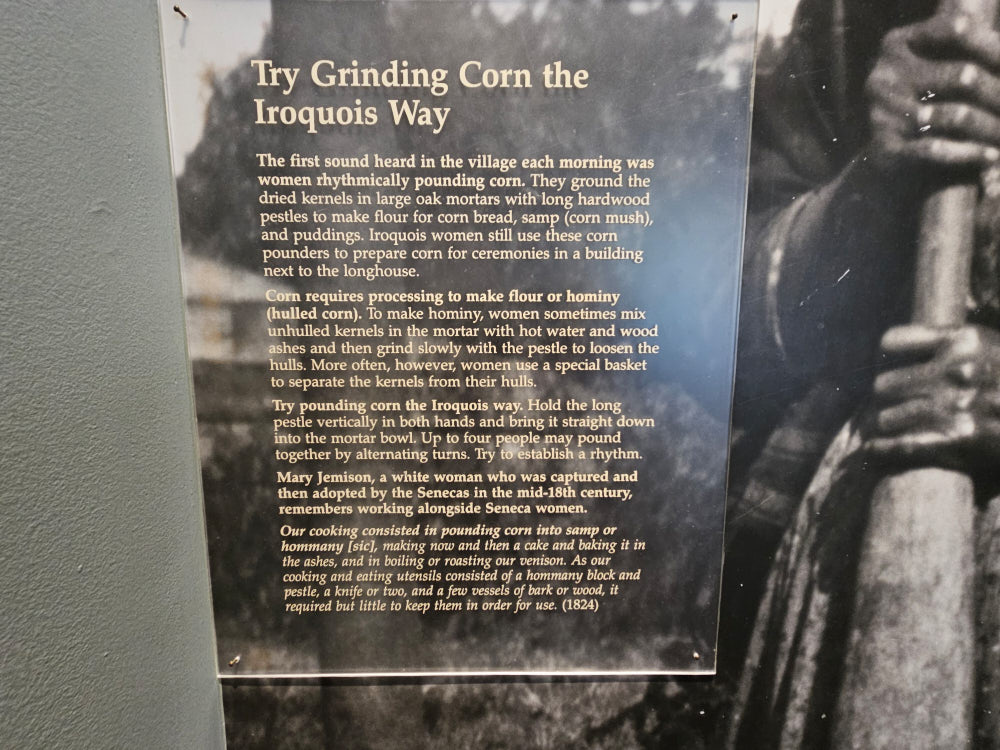 Try Grinding Corn the
Iroquois Way
The first sound heard in the village each morning was
women rhythmically pounding corn. They ground the
dried kernels in large oak mortars with long hardwood
pestles to make flour for corn bread, samp (corn mush),
and puddings. Iroquois women still use these corn
pounders to prepare corn for ceremonies in a building
next to the longhouse.
Corn requires processing to make flour or hominy
(hulled corn). To make hominy, women sometimes mix
unhulled kernels in the mortar with hot water and wood
ashes and then grind slowly with the pestle to loosen the
hulls. More often, however, women use a special basket
to separate the kernels from their hulls.
Try pounding corn the Iroquois way. Hold the long
pestle vertically in both hands and bring it straight down
into the mortar bowl. Up to four people may pound
together by alternating turns. Try to establish a rhythm.
Mary Jemison, a white woman who was captured and
then adopted by the Senecas in the mid-18th century,
remembers working alongside Seneca women.
Our cooking consisted in pounding corn into samp or
hommany [sic], making now and then a cake and baking it in
the ashes, and in boiling or roasting our venison. As our
cooking and eating utensils consisted of a hommany block and
pestle, a knife or two, and a few vessels of bark or wood, it
required but little to keep them in order for use. (1824)